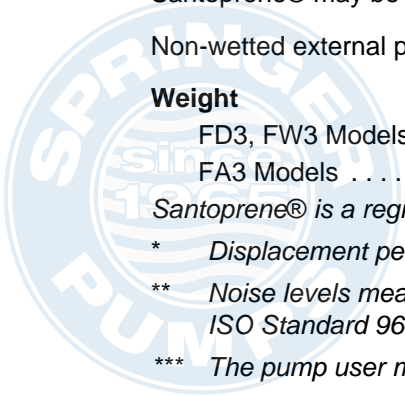 Santoprene® may be
Non-wetted external p
Weight
FD3, FW3 Models
FA3 Models . . . .
Santoprene® is a regi
* Displacement pe
** Noise levels mea
ISO Standard 96
*** The pump user m
SPRINGER
since
1965
PUMPS